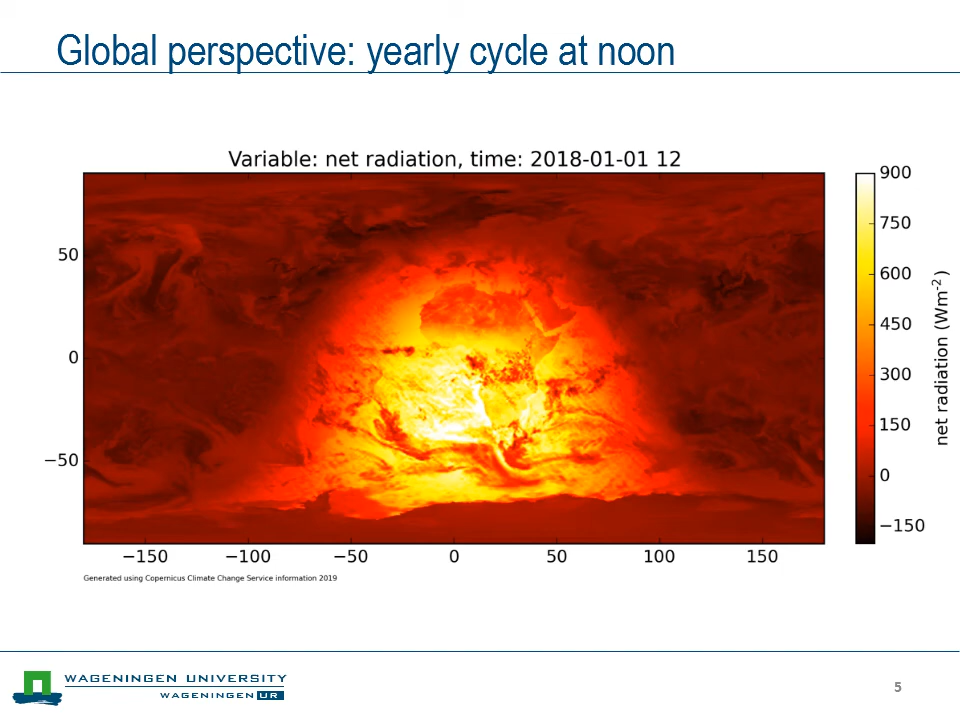 Global perspective: yearly cycle at noon
Variable: net radiation, time: 2018-01-01 12
900
750
600
450
300
150
0
−150
net radiation (Wm-2)
50
0
−50
−150 −100 −50 0 50 100 150
Generated using Copernicus Climate Change Service information 2019
WAGENINGEN UNIVERSITY
WAGENINGEN UR
5